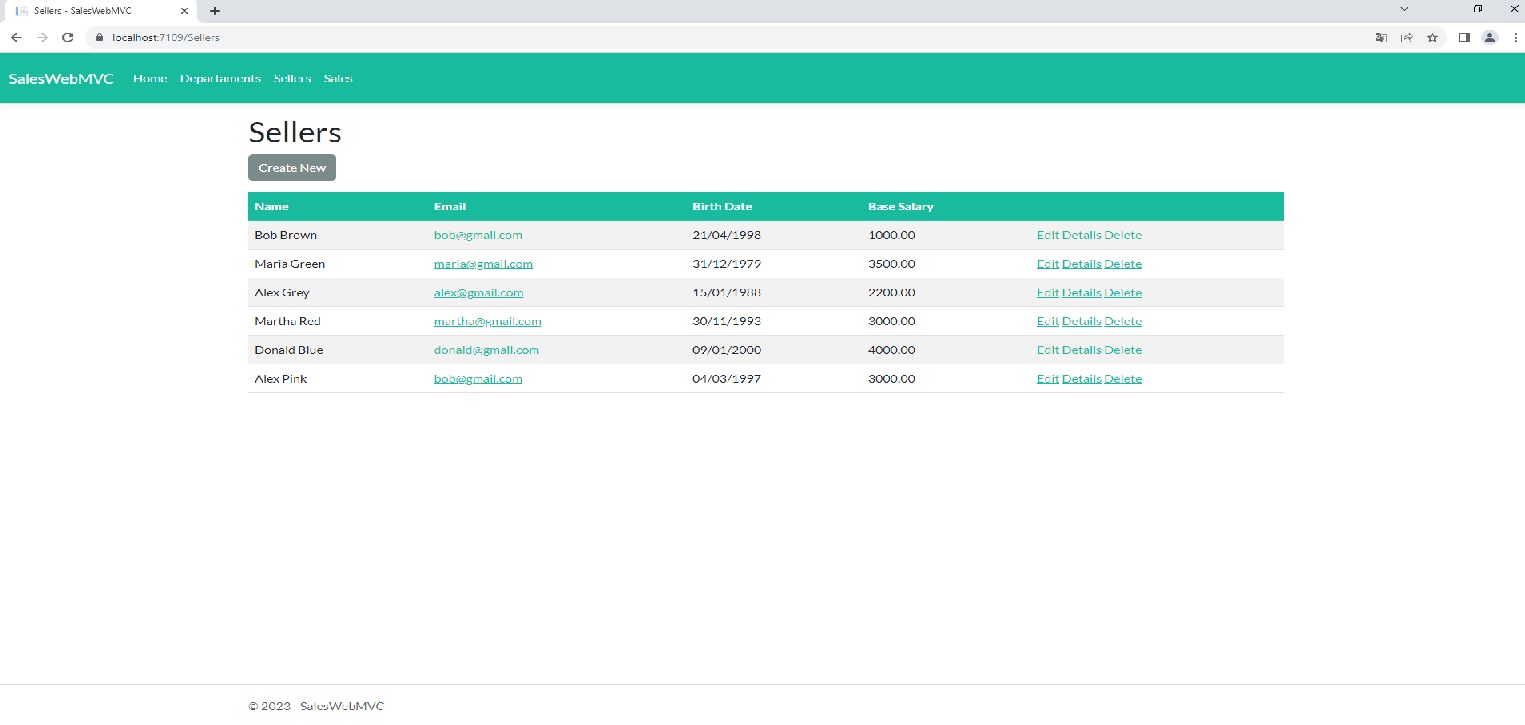 Sellers - SalesWebMVC
localhost:7109/Sellers
SalesWebMVC Home Departaments Sellers Sales
Sellers
Create New
Name Email Birth Date Base Salary
Bob Brown bob@gmail.com 21/04/1998 1000.00 Edit Details Delete
Maria Green maria@gmail.com 31/12/1979 3500.00 Edit Details Delete
Alex Grey alex@gmail.com 15/01/1988 2200.00 Edit Details Delete
Martha Red martha@gmail.com 30/11/1993 3000.00 Edit Details Delete
Donald Blue donald@gmail.com 09/01/2000 4000.00 Edit Details Delete
Alex Pink bob@gmail.com 04/03/1997 3000.00 Edit Details Delete
© 2023 - SalesWebMVC